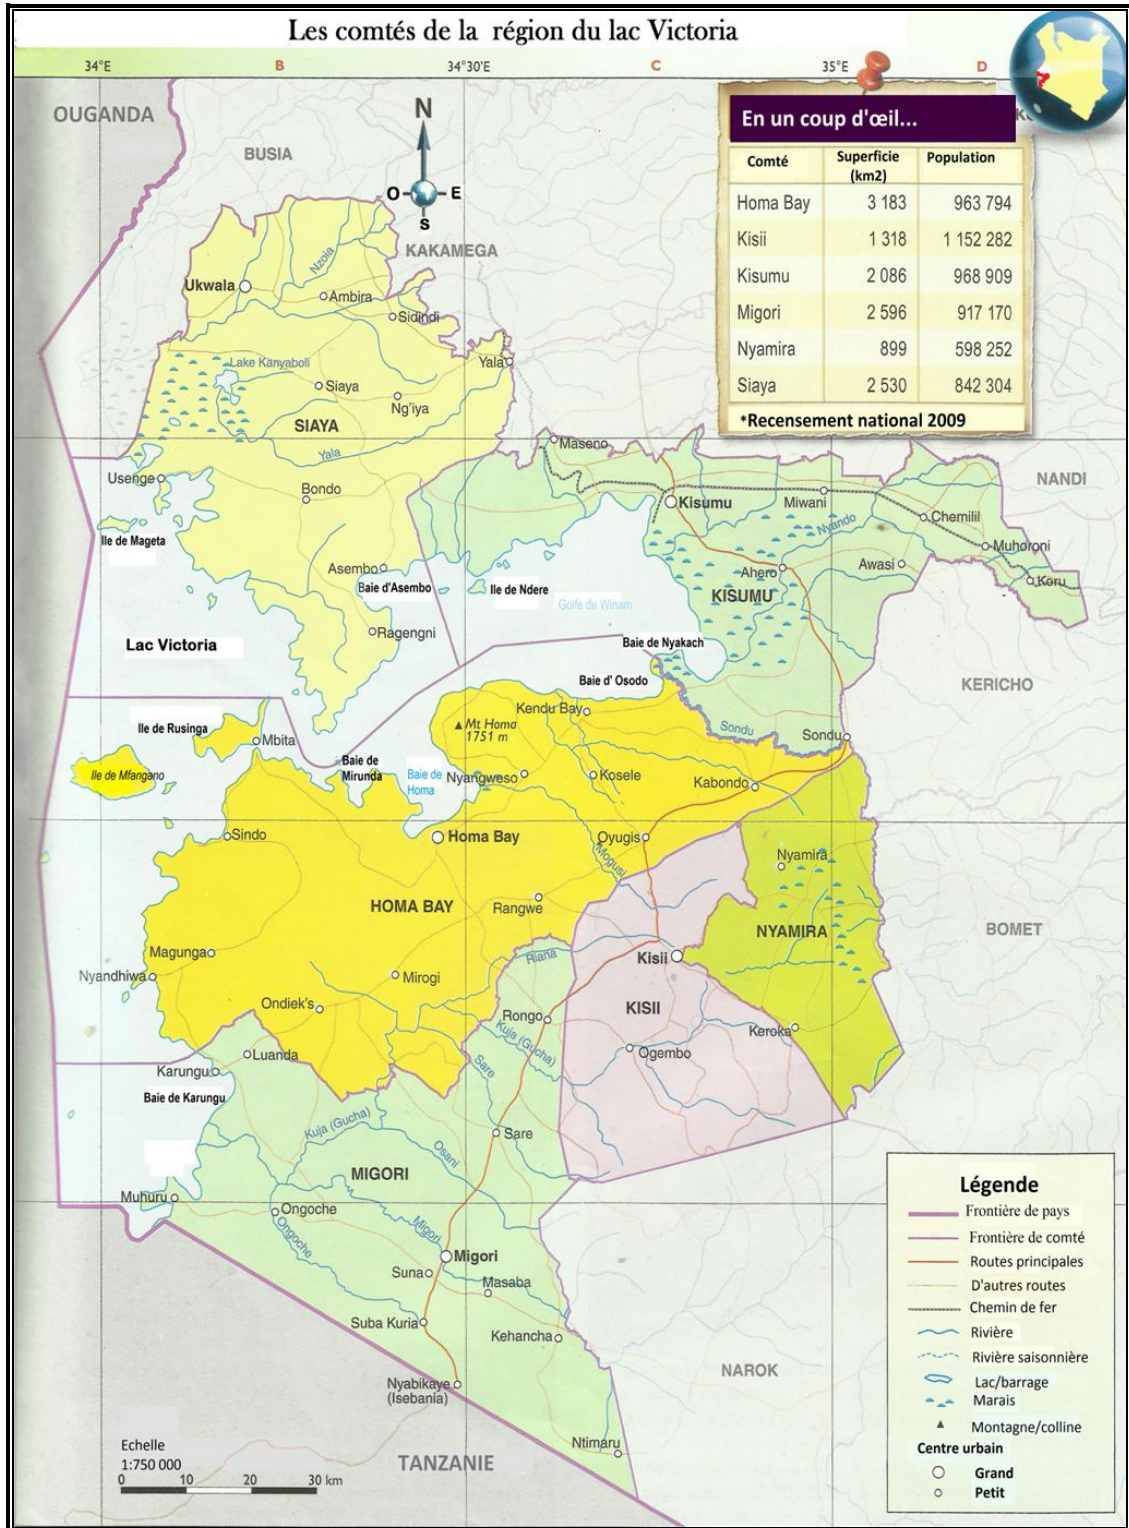 Les comtés de la région du lac Victoria
34°E B 34°30'E C 35°E D
OUGANDA
BUSIA
N
O E
S
KAKAMEGA
En un coup d'œil...
Comté Superficie (km2) Population
Homa Bay 3 183 963 794
Kisii 1 318 1 152 282
Kisumu 2 086 968 909
Migori 2 596 917 170
Nyamira 899 598 252
Siaya 2 530 842 304
*Recensement national 2009
Nzoia
Ukwala
Ambira
Sidindi
Yala
Lake Kanyaboli
Siaya
Ng'iya
SIAYA
Yala
Maseno
Usenge
Bondo
NANDI
Kisumu
Miwani
Nyando
Chemilil
Ile de Mageta
Muhoroni
Asembo
Ahero
Awasi
Koru
Baie d'Asembo
Ile de Ndere
KISUMU
Golfe de Winam
Ragengni
Lac Victoria
Baie de Nyakach
Baie d' Osodo
KERICHO
Kendu Bay
Ile de Rusinga
Mt Homa
1751 m
Sondu
Sondu
Mbita
Baie de
Mirunda
Ile de Mfangano
Baie de
Homa
Nyangweso
Kosele
Kabondo
Sindo
Homa Bay
Oyugis
Mogusi
Nyamira
HOMA BAY
Rangwe
NYAMIRA
BOMET
Magunga
Riana
Kisii
Nyandhiwa
Mirogi
Ondiek's
Rongo
KISII
Kuja (Gucha)
Keroka
Luanda
Sare
Ogembo
Karungu
Baie de Karungu
Kuja (Gucha)
Sare
Osani
MIGORI
Muhuru
Ongoche
Ongoche
Migori
Migori
Suna
Masaba
Suba Kuria
Kehancha
NAROK
Nyabikaye
(Isebania)
Ntimaru
TANZANIE
Echelle
1:750 000
0 10 20 30 km
Légende
Frontière de pays
Frontière de comté
Routes principales
D'autres routes
Chemin de fer
Rivière
Rivière saisonnière
Lac/barrage
Marais
Montagne/colline
Centre urbain
Grand
Petit